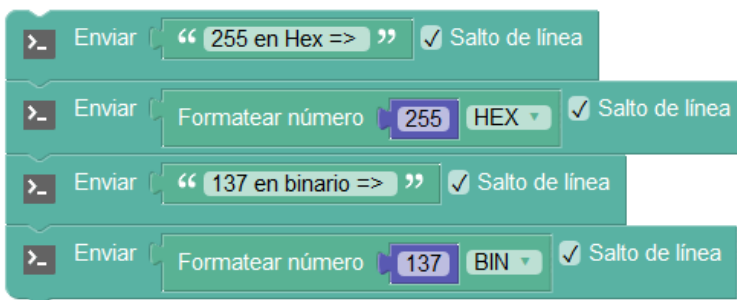 >_ Enviar “ 255 en Hex => ” ✓ Salto de línea
>_ Enviar Formatear número 255 HEX ▼ ✓ Salto de línea
>_ Enviar “ 137 en binario => ” ✓ Salto de línea
>_ Enviar Formatear número 137 BIN ▼ ✓ Salto de línea